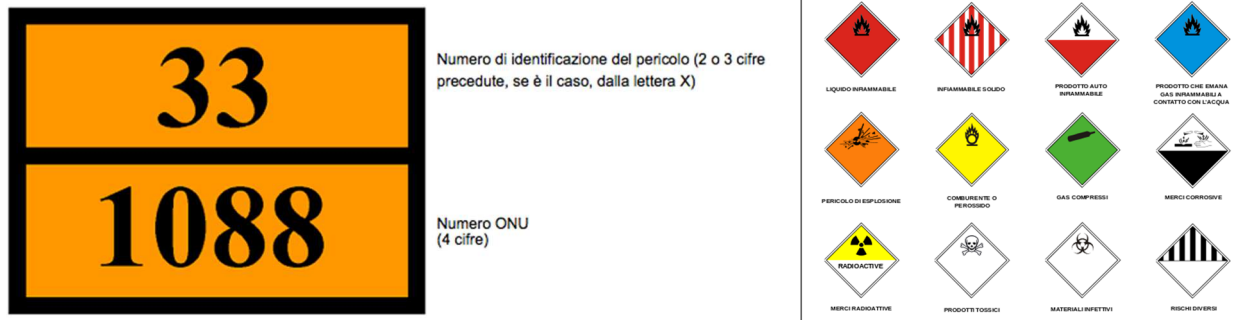 33
Numero di identificazione del pericolo (2 o 3 cifre
precedute, se è il caso, dalla lettera X)
1088
Numero ONU
(4 cifre)
LIQUIDO INFIAMMABILE
INFIAMMABILE SOLIDO
PRODOTTO AUTO
INFIAMMABILE
PRODOTTO CHE EMANA
GAS INFIAMMABILI A
CONTATTO CON L'ACQUA
PERICOLO DI ESPLOSIONE
COMBURENTE O
PEROSSIDO
GAS COMPRESSI
MERCI CORROSIVE
RADIOACTIVE
MERCI RADIOATTIVE
PRODOTTI TOSSICI
MATERIALI INFETTIVI
RISCHI DIVERSI